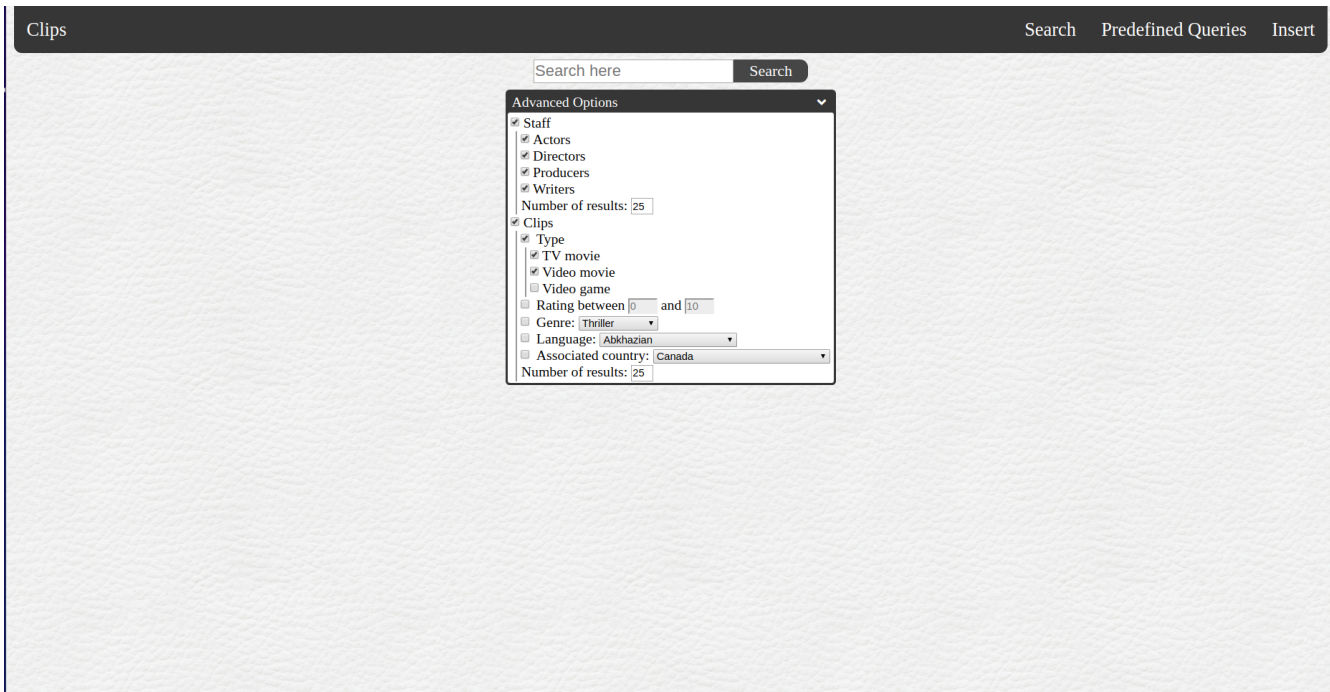 Clips Search Predefined Queries Insert
Search here Search
Advanced Options
Staff
Actors
Directors
Producers
Writers
Number of results: 25
Clips
Type
TV movie
Video movie
Video game
Rating between 0 and 10
Genre: Thriller
Language: Abkhazian
Associated country: Canada
Number of results: 25